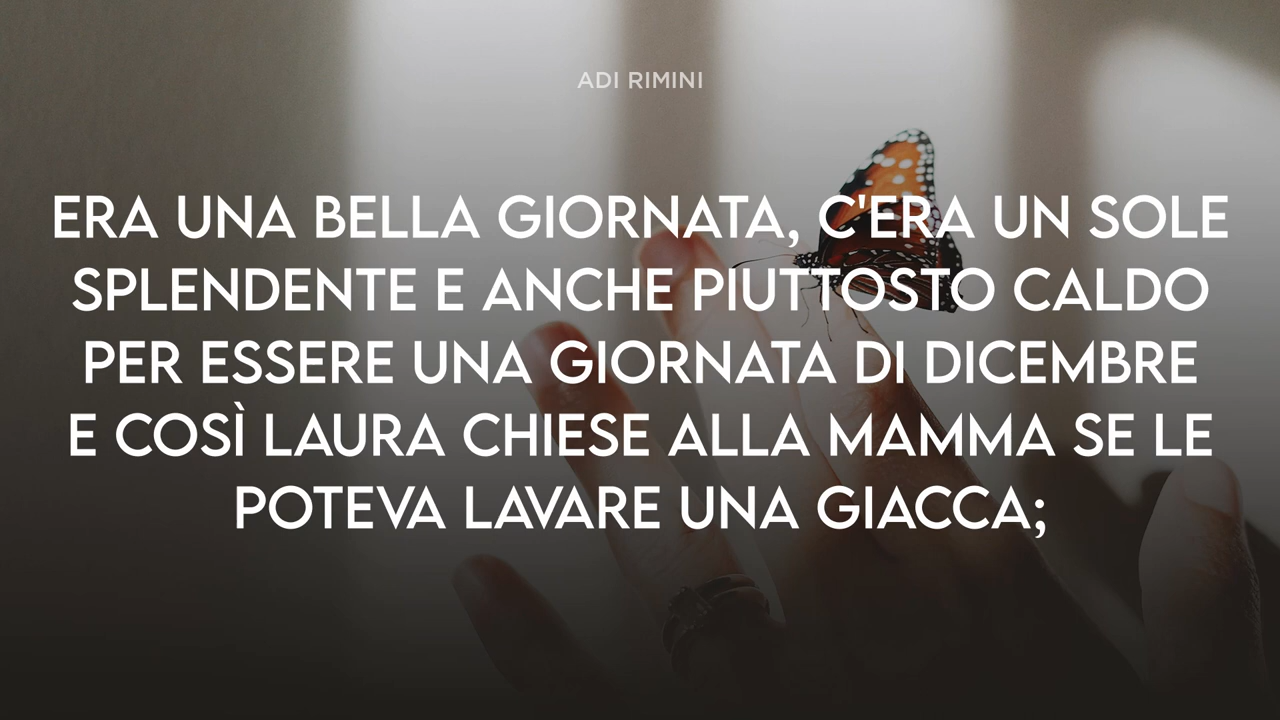 ADI RIMINI
ERA UNA BELLA GIORNATA, C'ERA UN SOLE
SPLENDENTE E ANCHE PIUTTOSTO CALDO
PER ESSERE UNA GIORNATA DI DICEMBRE
E COSÌ LAURA CHIESE ALLA MAMMA SE LE
POTEVA LAVARE UNA GIACCA;